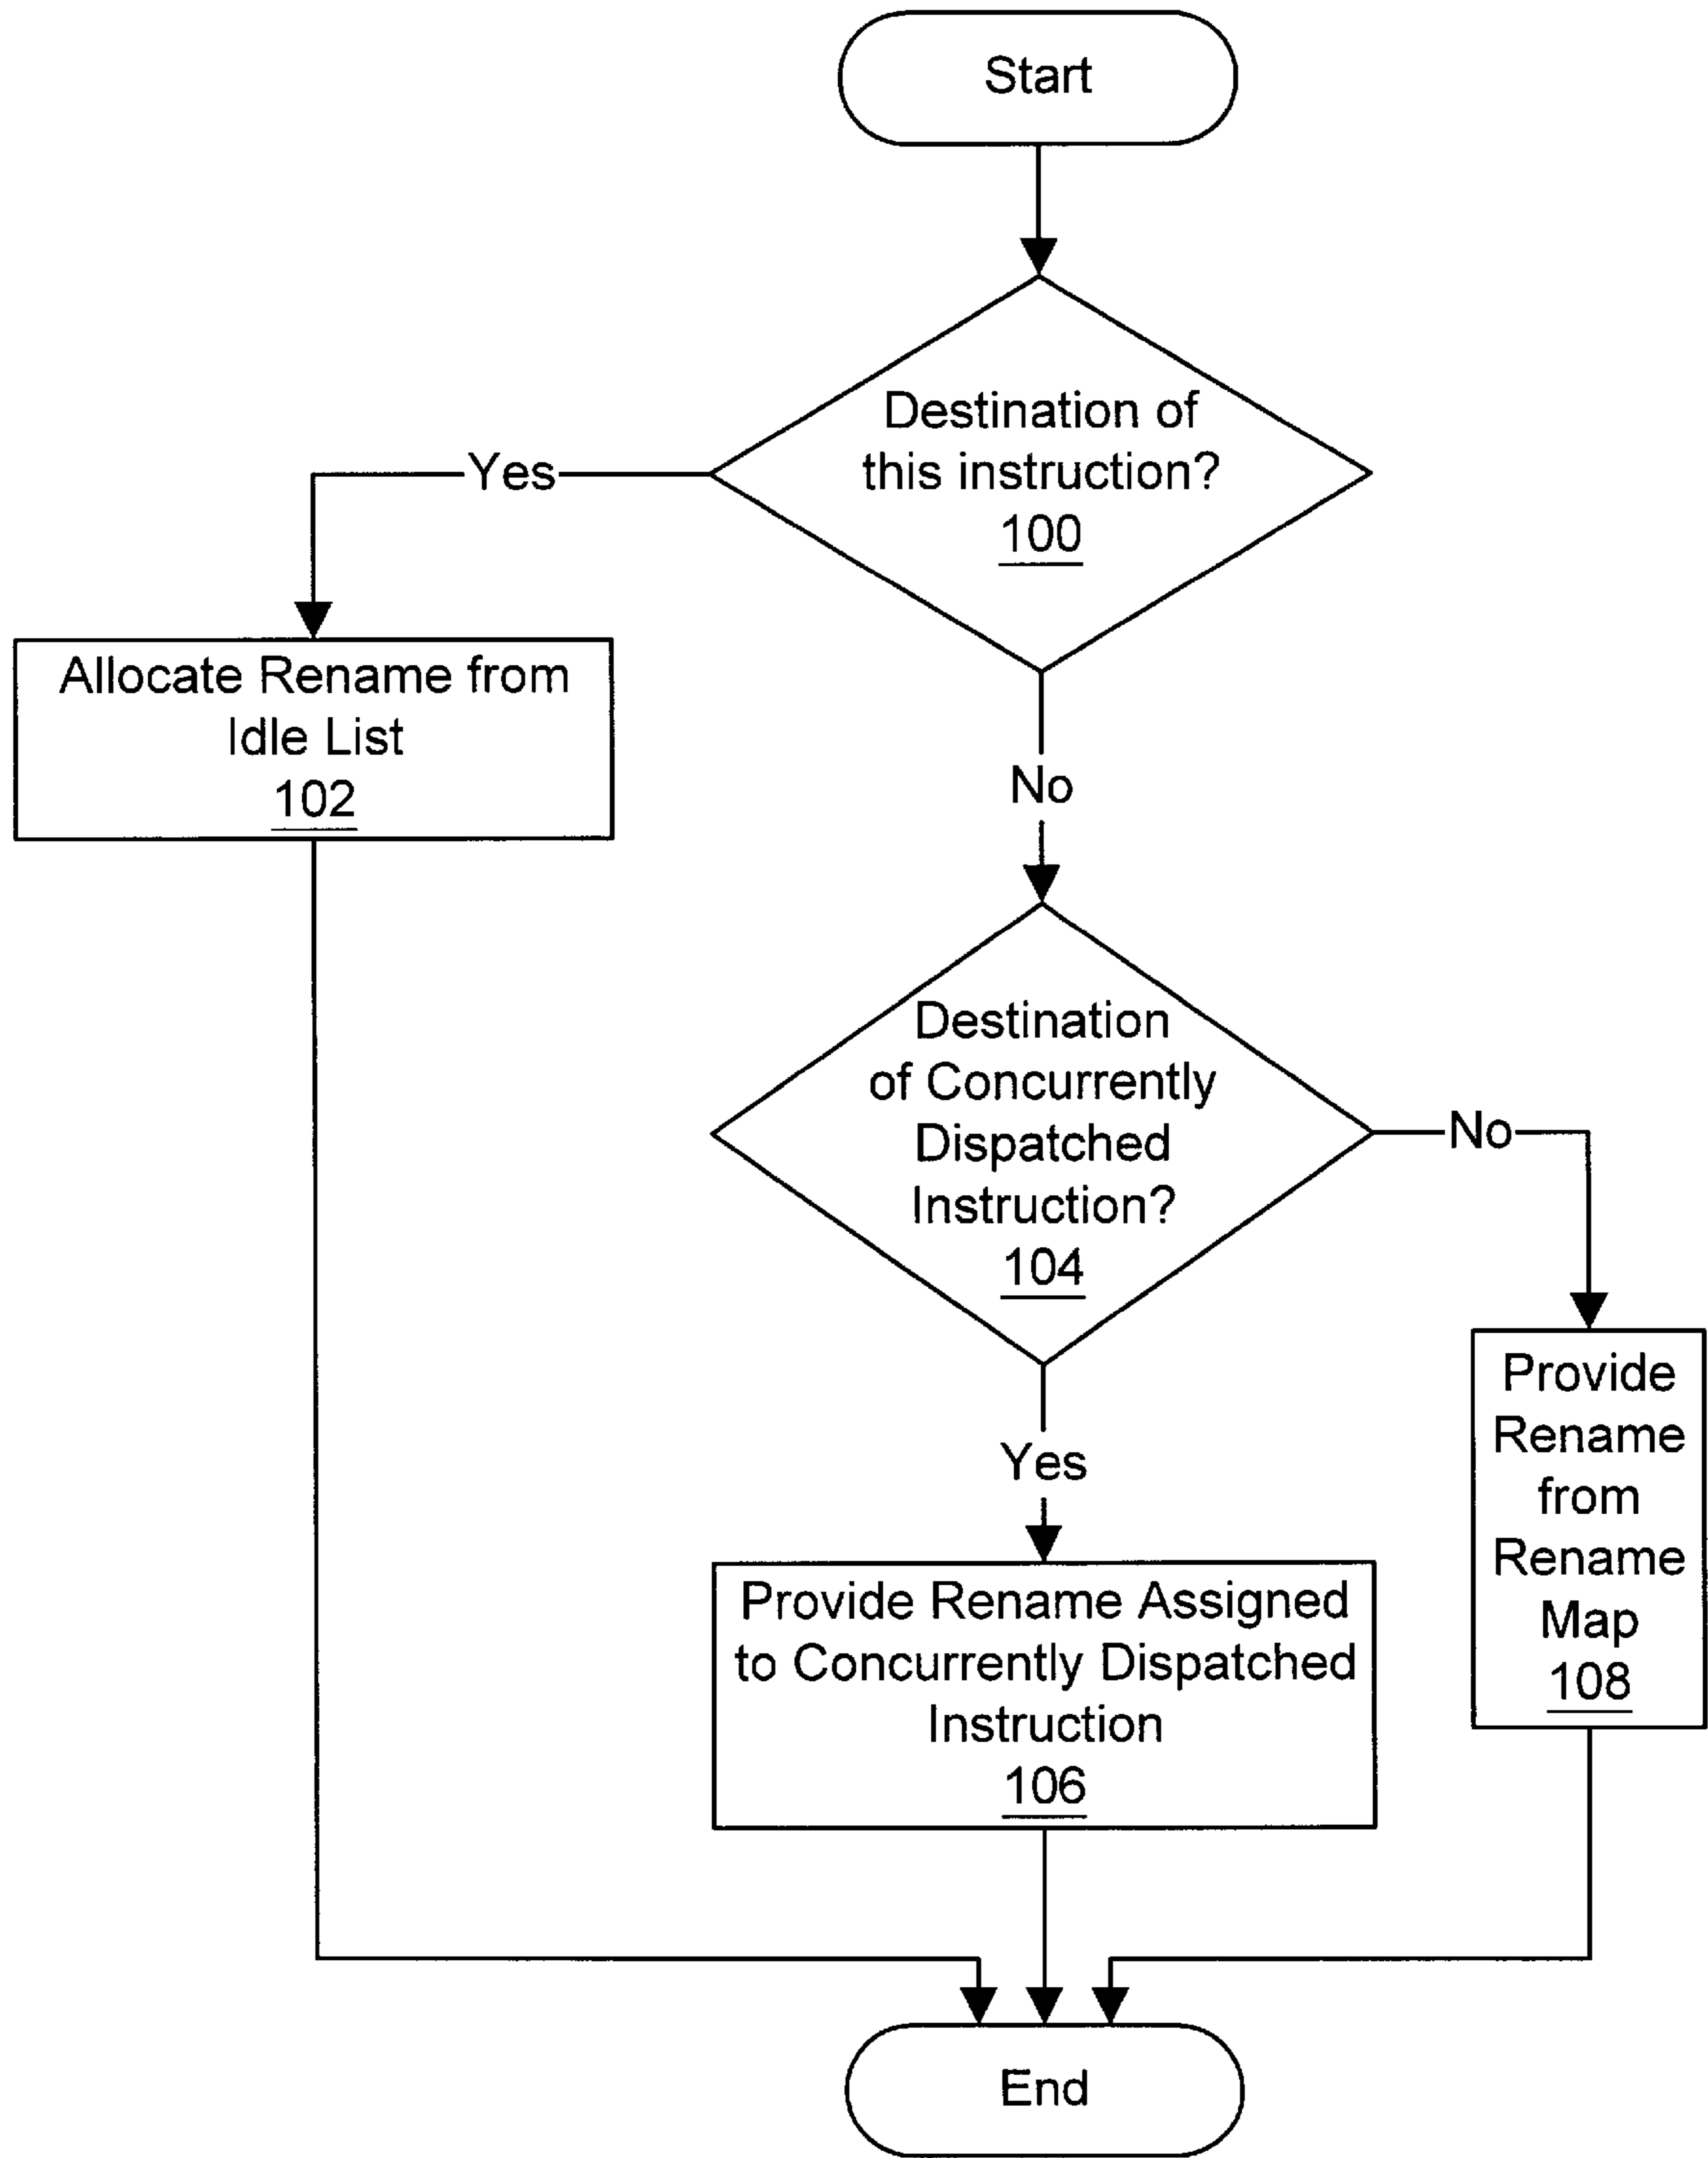 Start
Destination of
this instruction?
100
Yes
Allocate Rename from
Idle List
102
No
Destination
of Concurrently
Dispatched
Instruction?
104
No
Provide
Rename
from
Rename
Map
108
Yes
Provide Rename Assigned
to Concurrently Dispatched
Instruction
106
End